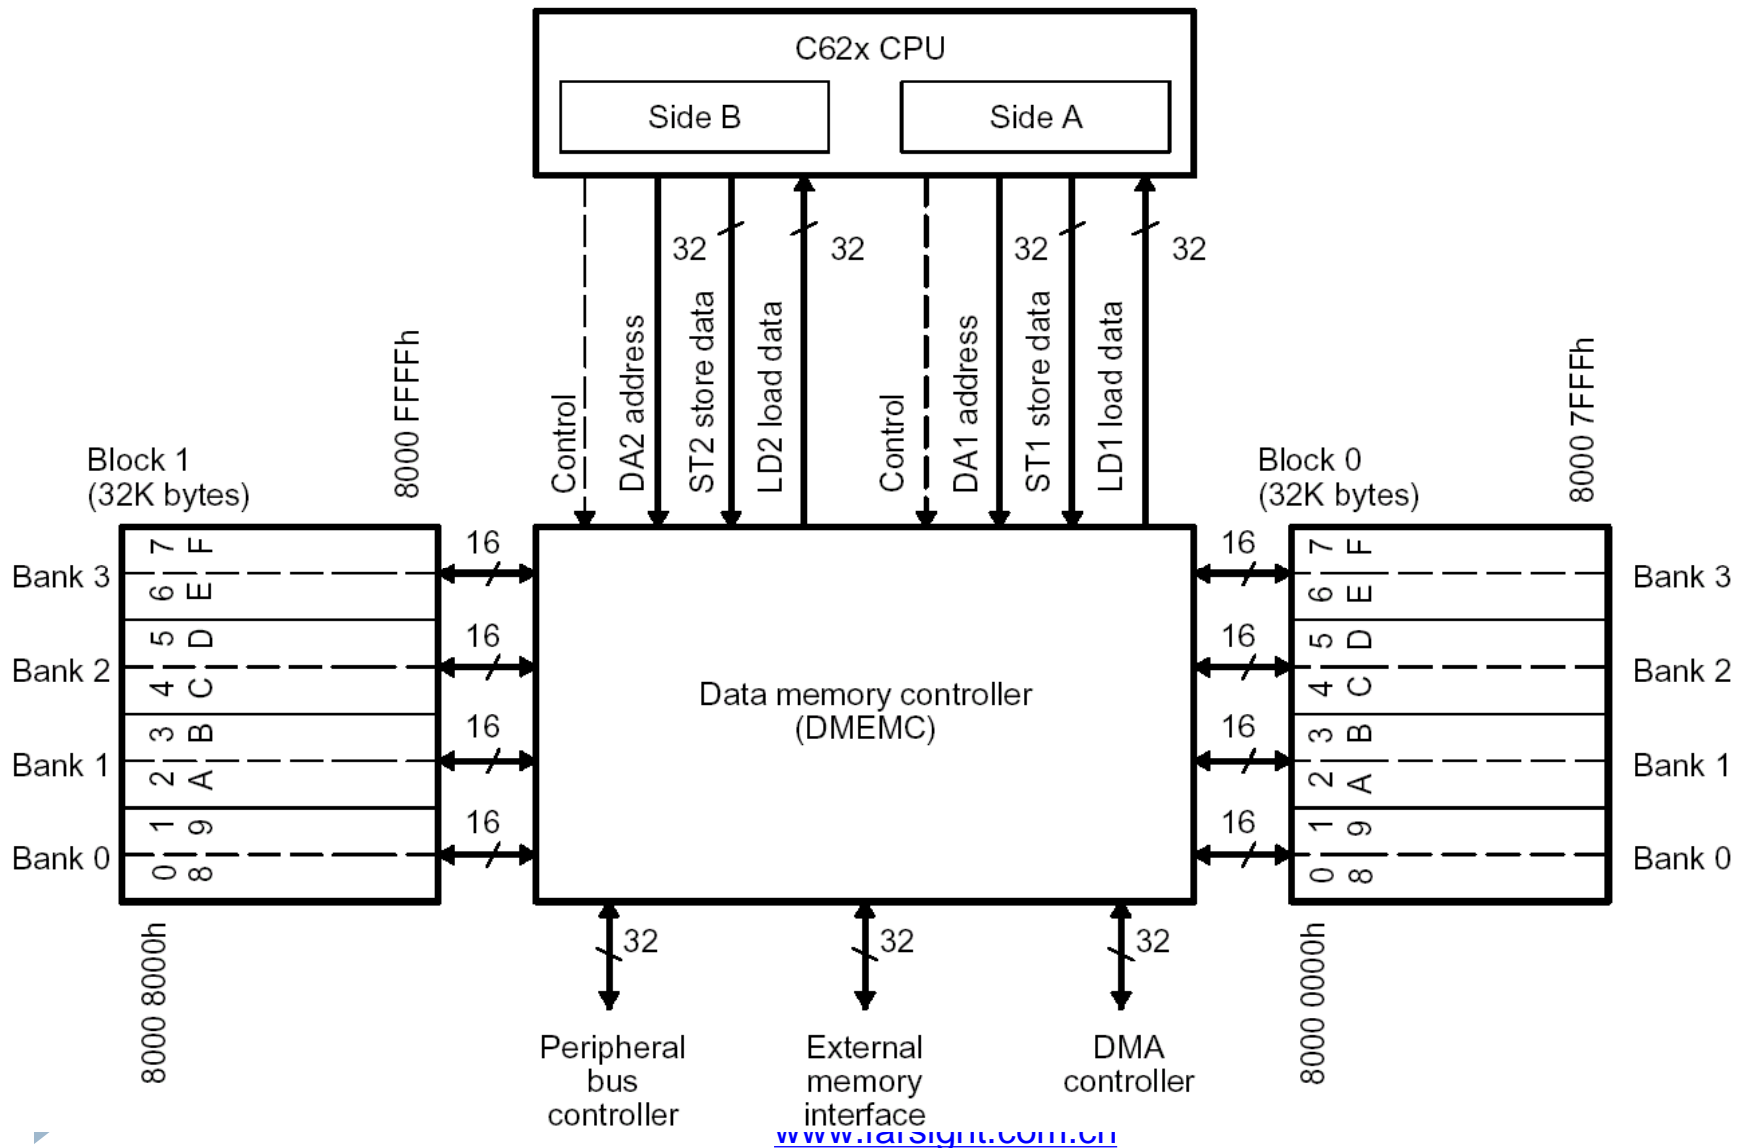 C62x CPU
Side B
Side A
32
32
32
32
Control
DA2 address
ST2 store data
LD2 load data
Control
DA1 address
ST1 store data
LD1 load data
Block 1
(32K bytes)
8000 FFFFh
Block 0
(32K bytes)
8000 7FFFh
Bank 3
7 F
6 E
16
16
7 F
6 E
Bank 3
Bank 2
5 D
4 C
16
16
5 D
4 C
Bank 2
Bank 1
3 B
2 A
16
16
3 B
2 A
Bank 1
Bank 0
1 9
0 8
16
16
1 9
0 8
Bank 0
Data memory controller
(DMEMC)
8000 8000h
8000 0000h
32
32
32
Peripheral
bus
controller
External
memory
interface
DMA
controller
www.farsight.com.cn